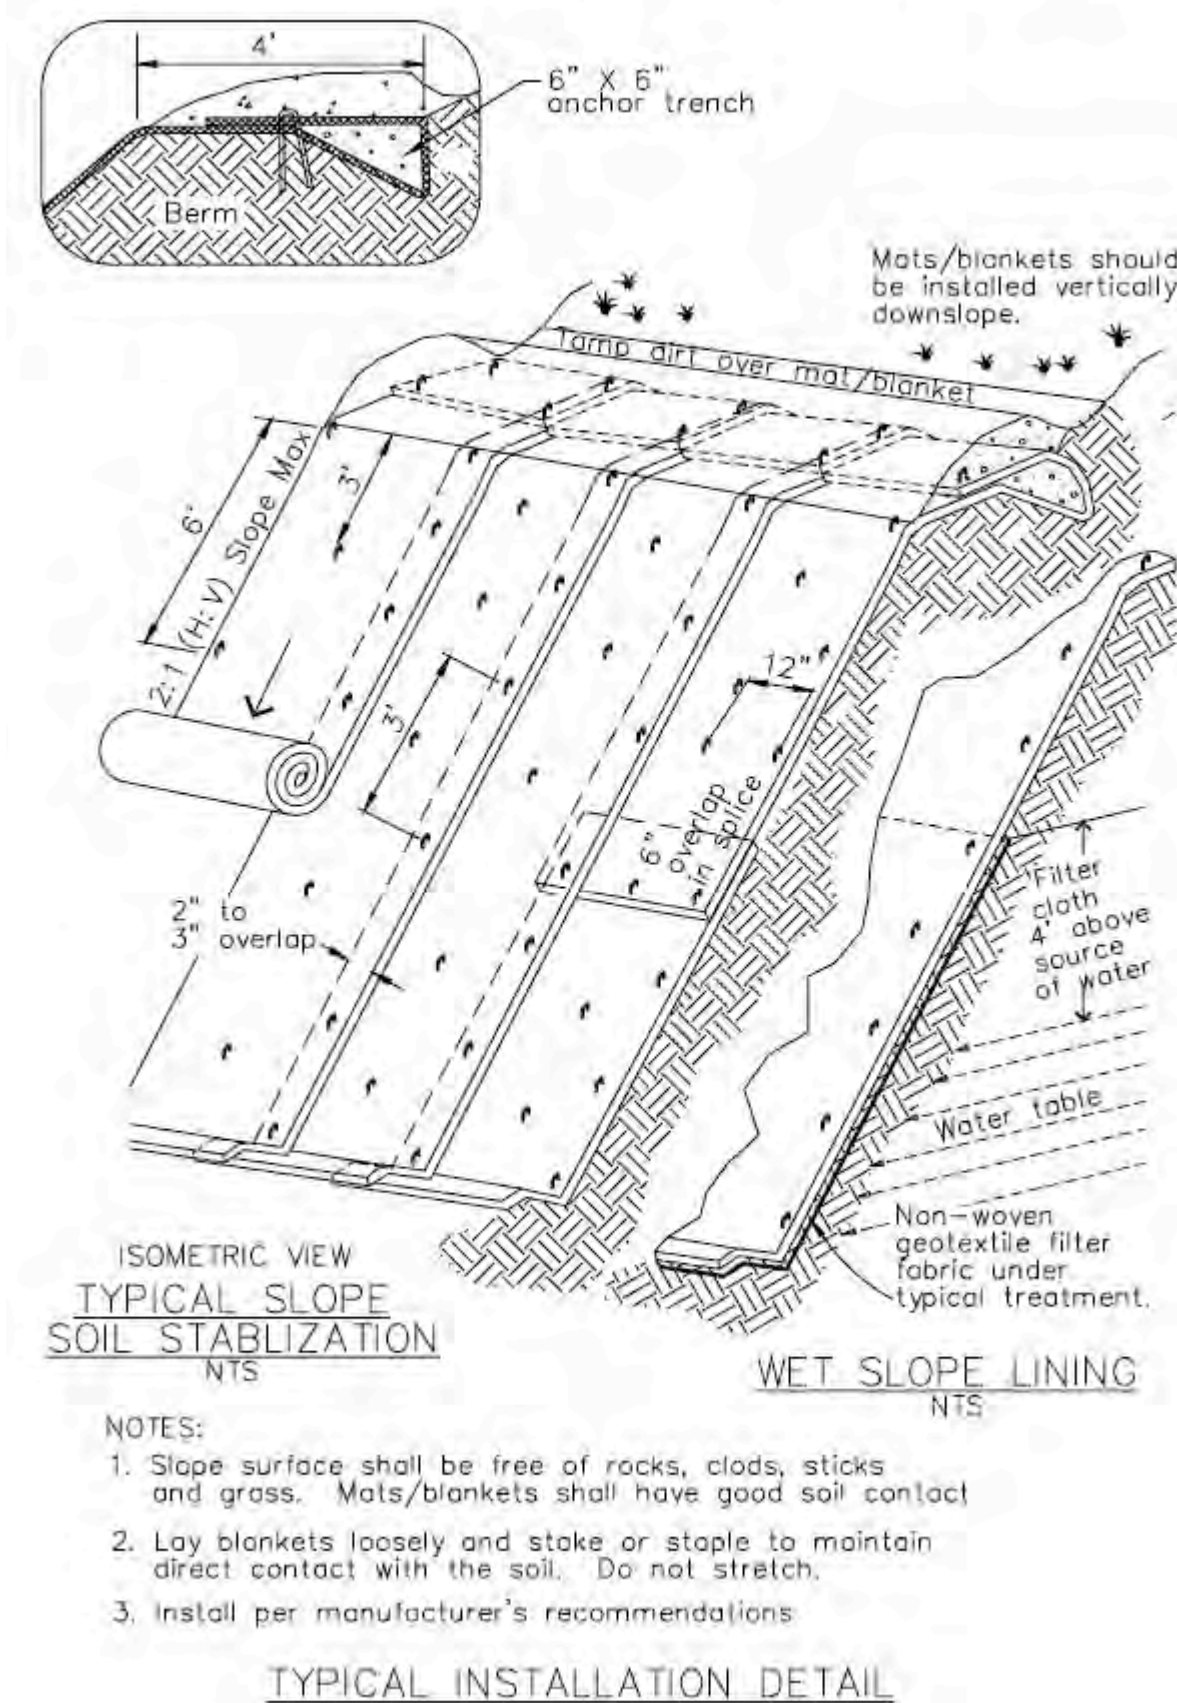 4'
6" X 6"
anchor trench
Berm
Mats/blankets should
be installed vertically
downslope.
Tamp dirt over mat/blanket
6'
2:1 (H:V) Slope Max
3"
3'
12"
6"
overlap
in splice
2" to
3" overlap
Filter
cloth
4' above
source
of water
Water table
Non-woven
geotextile filter
fabric under
typical treatment.
ISOMETRIC VIEW
TYPICAL SLOPE
SOIL STABLIZATION
NTS
WET SLOPE LINING
NTS
NOTES:
1. Slope surface shall be free of rocks, clods, sticks
and grass. Mats/blankets shall have good soil contact
2. Lay blankets loosely and stake or staple to maintain
direct contact with the soil. Do not stretch.
3. Install per manufacturer's recommendations
TYPICAL INSTALLATION DETAIL